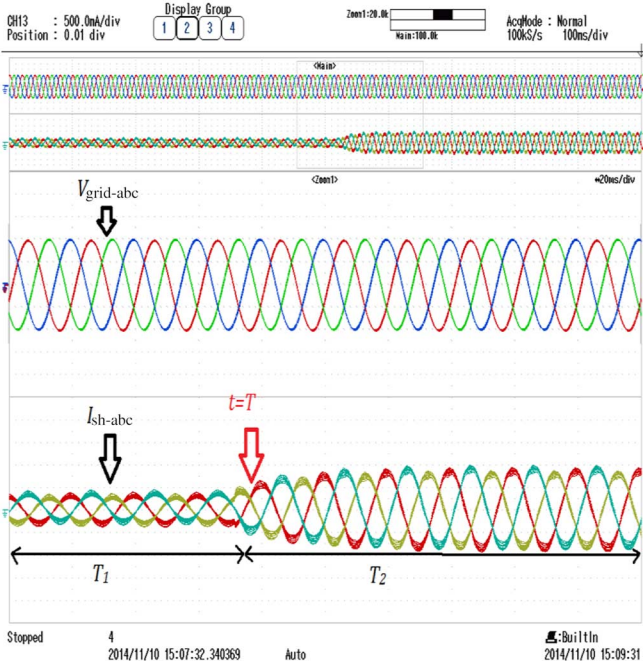 CH13 : 500.0mA/div
Position : 0.01 div
Display Group
1 2 3 4
Zoom1:20.0k
Main:100.0k
AcqMode : Normal
100kS/s 100ms/div
<Main>
<Zoom1>
↔20ms/div
Vgrid-abc
Ish-abc
t=T
T1
T2
Stopped
4
2014/11/10 15:07:32.340369
Auto
:BuiltIn
2014/11/10 15:09:31